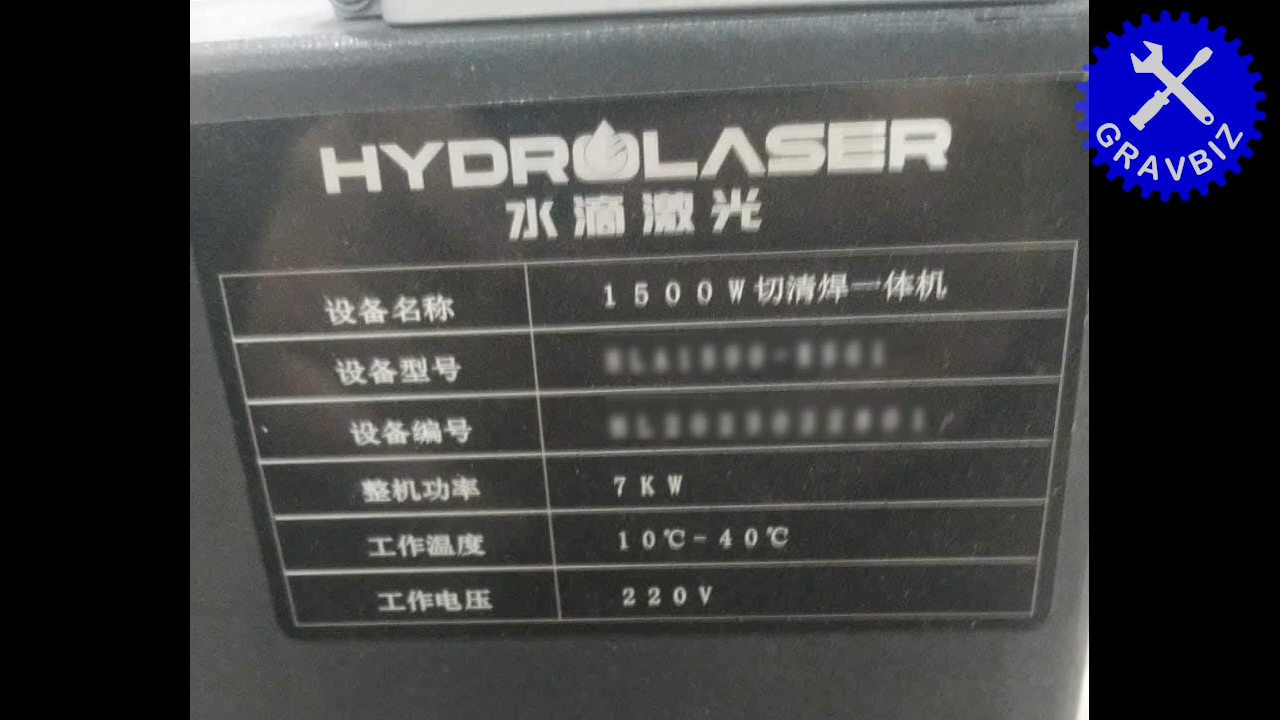 HYDROLASER
水滴激光
设备名称 1500W切清焊一体机
设备型号
设备编号
整机功率 7KW
工作温度 10℃-40℃
工作电压 220V
GRAVBIZ